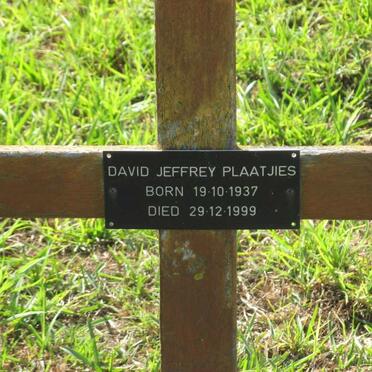 DAVID JEFFREY PLAATJIES
BORN 19·10·1937
DIED 29·12·1999